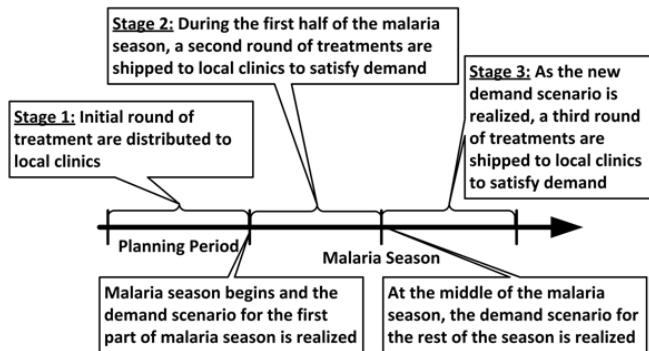 Stage 2: During the first half of the malaria
season, a second round of treatments are
shipped to local clinics to satisfy demand
Stage 3: As the new
demand scenario is
realized, a third round
of treatments are
shipped to local clinics
to satisfy demand
Stage 1: Initial round of
treatment are distributed to
local clinics
Planning Period
Malaria Season
Malaria season begins and the
demand scenario for the first
part of malaria season is realized
At the middle of the malaria
season, the demand scenario for
the rest of the season is realized